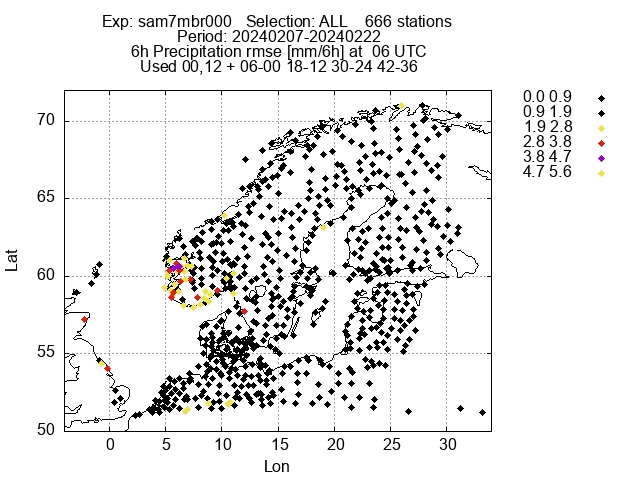 Exp: sam7mbr000 Selection: ALL 666 stations
Period: 20240207-20240222
6h Precipitation rmse [mm/6h] at 06 UTC
Used 00,12 + 06-00 18-12 30-24 42-36
0.0 0.9
0.9 1.9
1.9 2.8
2.8 3.8
3.8 4.7
4.7 5.6
70
65
60
55
50
Lat
0 5 10 15 20 25 30
Lon